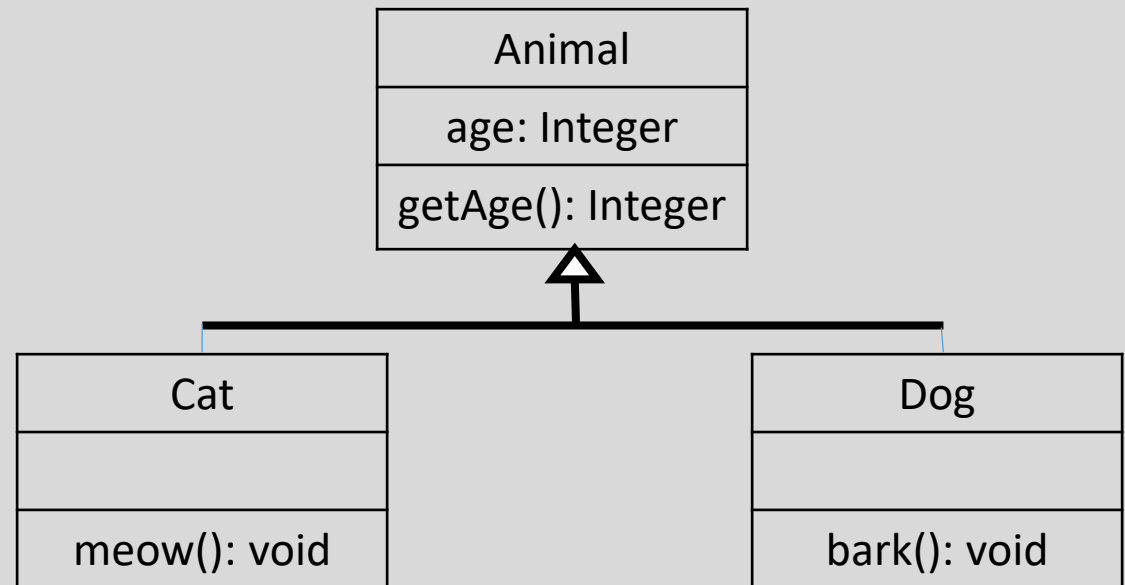 Animal
age: Integer
getAge(): Integer
Cat
Dog
meow(): void
bark(): void